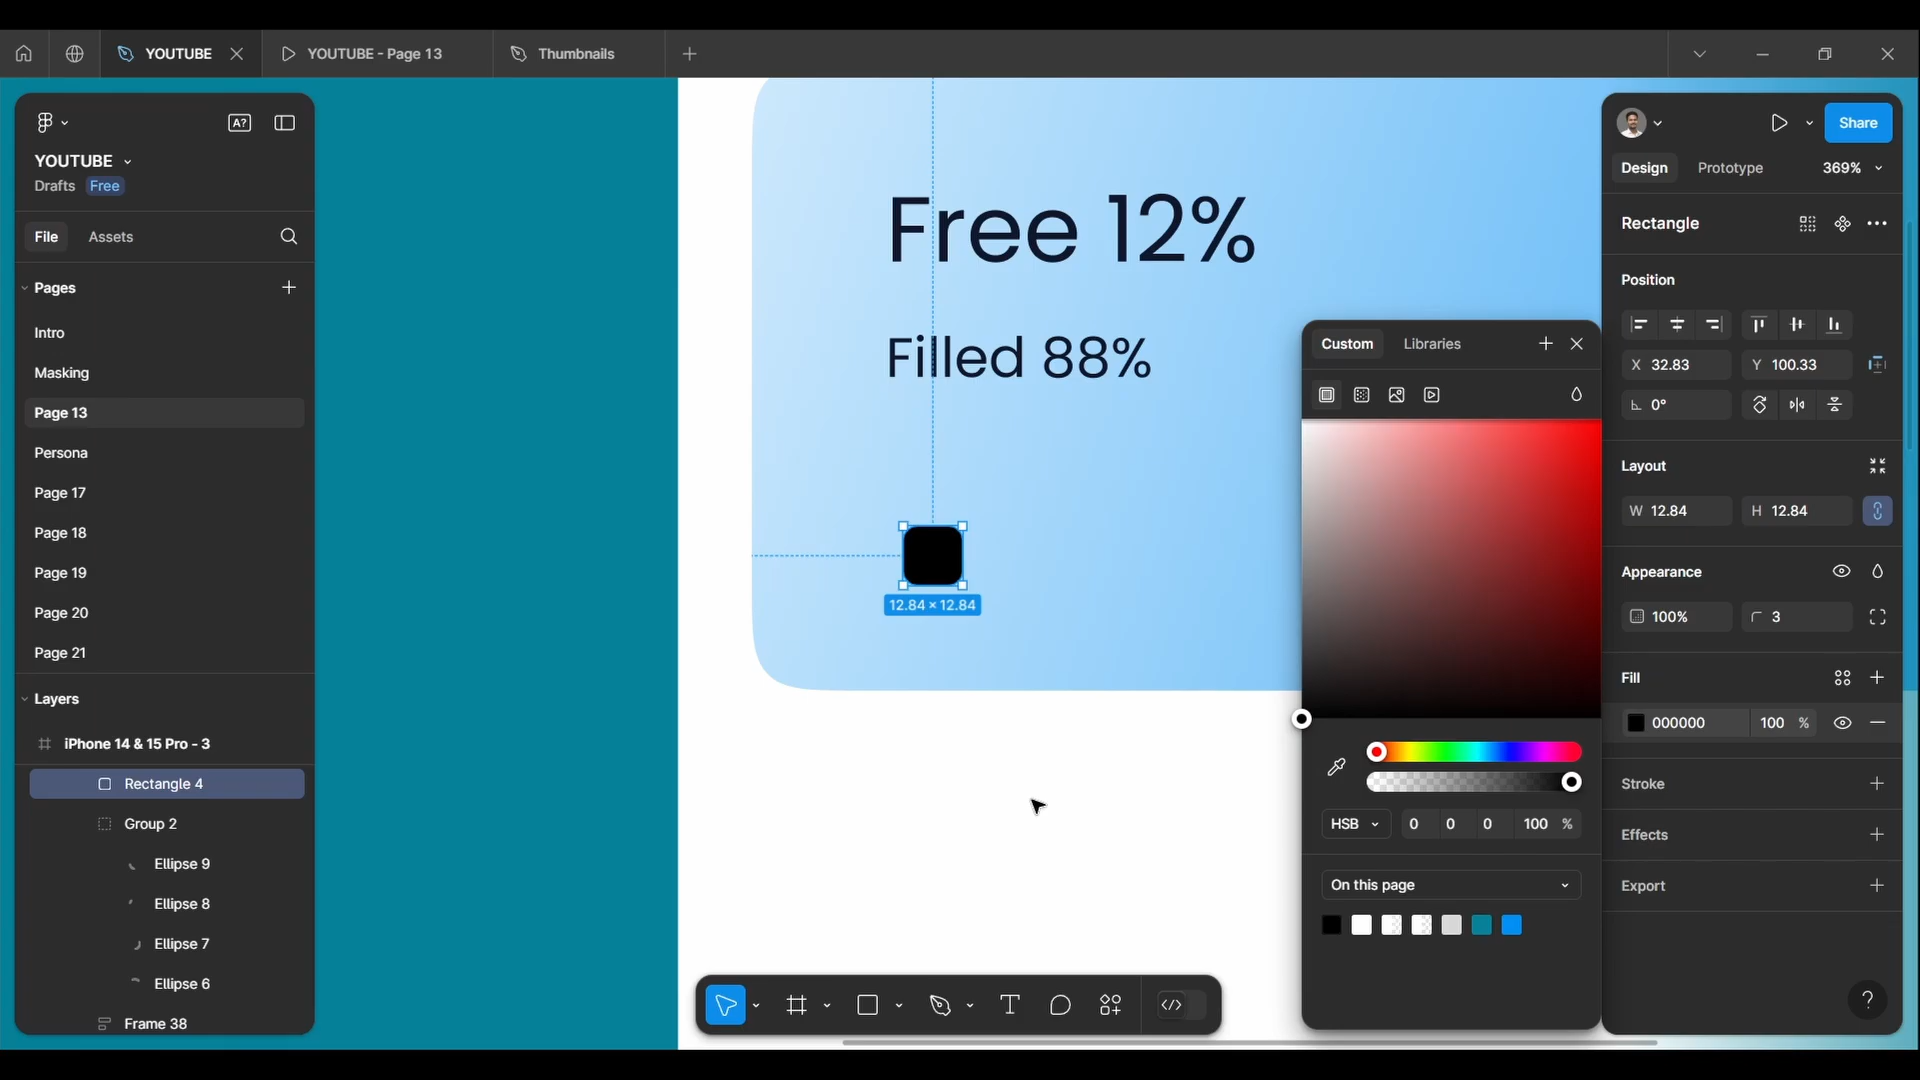 YOUTUBE
YOUTUBE - Page 13
Thumbnails
A?
YOUTUBE
Drafts Free
File Assets
Pages
Intro
Masking
Page 13
Persona
Page 17
Page 18
Page 19
Page 20
Page 21
Layers
iPhone 14 & 15 Pro - 3
Rectangle 4
Group 2
Ellipse 9
Ellipse 8
Ellipse 7
Ellipse 6
Frame 38
Free 12%
Filled 88%
12.84 × 12.84
Custom Libraries
HSB 0 0 0 100 %
On this page
Share
Design Prototype 369%
Rectangle
Position
X 32.83 Y 100.33
0°
Layout
W 12.84 H 12.84
Appearance
100% 3
Fill
000000 100 %
Stroke
Effects
Export
?